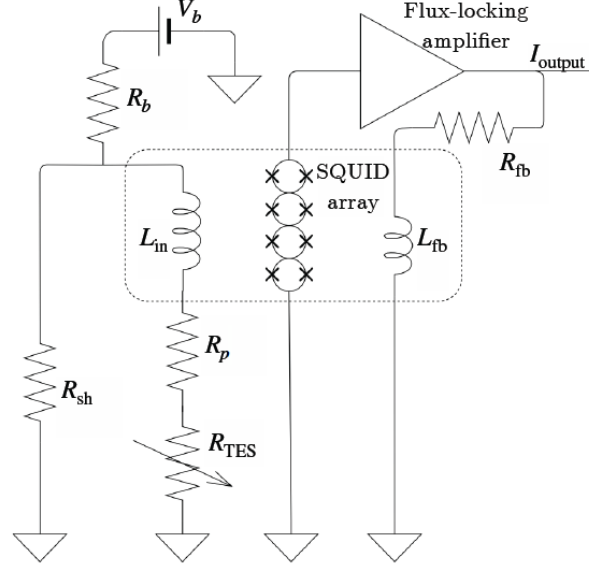 Flux-locking
amplifier
V_b
I_output
R_b
R_fb
SQUID
array
L_in
L_fb
R_p
R_sh
R_TES